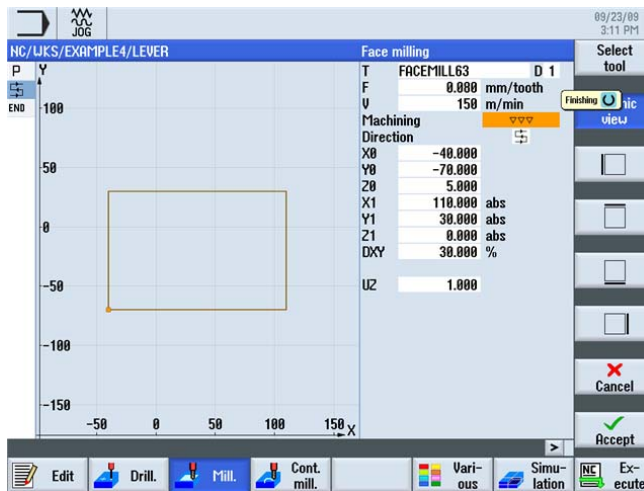 JOG
09/23/09
3:11 PM
NC/WKS/EXAMPLE4/LEVER
Face milling
Select
tool
P
Y
END
100
50
0
-50
-100
-150
-50 0 50 100 150 X
T FACEMILL63 D 1
F 0.080 mm/tooth
V 150 m/min
Machining ▽▽▽
Direction
X0 -40.000
Y0 -70.000
Z0 5.000
X1 110.000 abs
Y1 30.000 abs
Z1 0.000 abs
DXY 30.000 %
UZ 1.000
Finishing
view
Cancel
Accept
>
Edit
Drill.
Mill.
Cont.
mill.
Vari-
ous
Simu-
lation
NC
Ex-
ecute